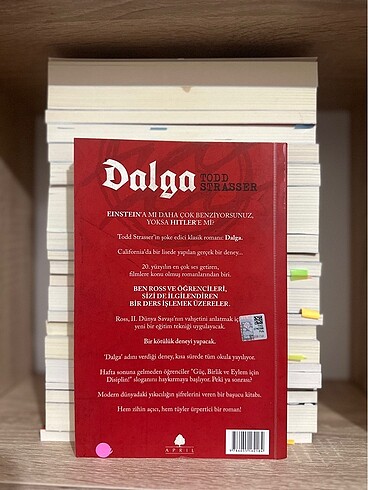 Dalga
TODD
STRASSER
EINSTEIN'A MI DAHA ÇOK BENZİYORSUNUZ,
YOKSA HITLER'E Mİ?
Todd Strasser'in şoke edici klasik romanı: Dalga.
California'da bir lisede yapılan gerçek bir deney...
20. yüzyılın en çok ses getiren,
filmlere konu olmuş romanlarından biri.
BEN ROSS VE ÖĞRENCİLERİ,
SİZİ DE İLGİLENDİREN
BİR DERS İŞLEMEK ÜZERELER.
Ross, II. Dünya Savaşı'nın vahşetini anlatmak iç
yeni bir eğitim tekniği uygulayacak.
Bir kötülük deneyi yapacak.
'Dalga' adını verdiği deney, kısa sürede tüm okula yayılıyor.
Hafta sonuna gelmeden öğrenciler "Güç, Birlik ve Eylem için
Disiplin!" sloganını haykırmaya başlıyor. Peki ya sonrası?
Modern dünyadaki yıkıcılığın şifrelerini veren bir başucu kitabı.
Hem zihin açıcı, hem tüyler ürpertici bir roman!
APRIL